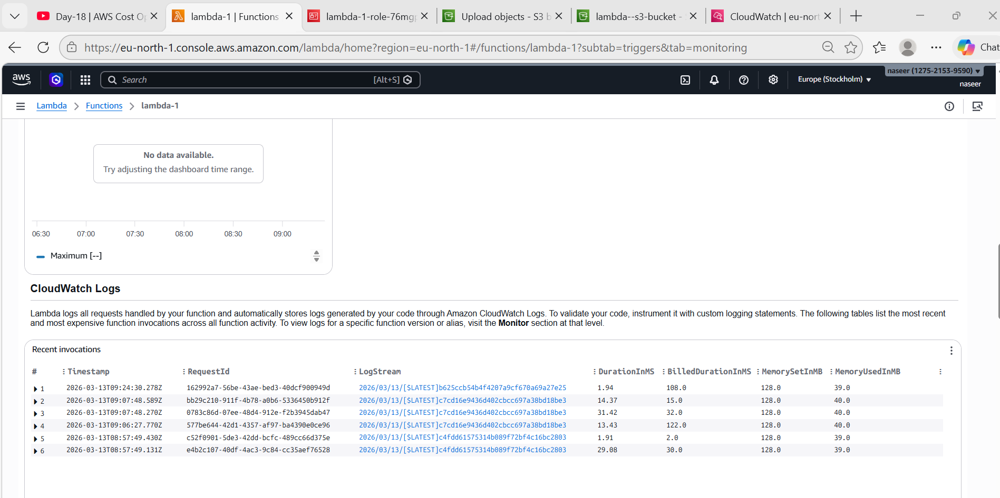 Day-18 | AWS Cost Op
lambda-1 | Functions
lambda-1-role-76mgp
Upload objects - S3 b
lambda--s3-bucket -
CloudWatch | eu-nort
https://eu-north-1.console.aws.amazon.com/lambda/home?region=eu-north-1#/functions/lambda-1?subtab=triggers&tab=monitoring
Chat
aws
Search
[Alt+S]
Europe (Stockholm)
naseer (1275-2153-9590)
naseer
Lambda
Functions
lambda-1
No data available.
Try adjusting the dashboard time range.
06:30 07:00 07:30 08:00 08:30 09:00
Maximum [--]
CloudWatch Logs
Lambda logs all requests handled by your function and automatically stores logs generated by your code through Amazon CloudWatch Logs. To validate your code, instrument it with custom logging statements. The following tables list the most recent
and most expensive function invocations across all function activity. To view logs for a specific function version or alias, visit the Monitor section at that level.
Recent invocations
# Timestamp RequestId LogStream DurationInMS BilledDurationInMS MemorySetInMB MemoryUsedInMB
1 2026-03-13T09:24:30.278Z 162992a7-56be-43ae-bed3-40dcf900949d 2026/03/13/[$LATEST]b625ccb54b4f4207a9cf670a69a27e25 1.94 108.0 128.0 39.0
2 2026-03-13T09:07:48.589Z bb29c210-911f-4b78-a0b6-5336450b912f 2026/03/13/[$LATEST]c7cd16e9436d402cbcc697a38bd18be3 14.37 15.0 128.0 40.0
3 2026-03-13T09:07:48.270Z 0783c86d-07ee-48d4-912e-f2b3945dab47 2026/03/13/[$LATEST]c7cd16e9436d402cbcc697a38bd18be3 31.42 32.0 128.0 40.0
4 2026-03-13T09:06:27.770Z 577be644-42d1-4357-af97-ba4390e0ce96 2026/03/13/[$LATEST]c7cd16e9436d402cbcc697a38bd18be3 13.43 122.0 128.0 40.0
5 2026-03-13T08:57:49.430Z c52f0901-5de3-42dd-bcfc-489cc66d375e 2026/03/13/[$LATEST]c4fdd61575314b089f72bf4c16bc2803 1.91 2.0 128.0 39.0
6 2026-03-13T08:57:49.131Z e4b2c107-40df-4ac3-9c84-cc35aef76528 2026/03/13/[$LATEST]c4fdd61575314b089f72bf4c16bc2803 29.08 30.0 128.0 39.0